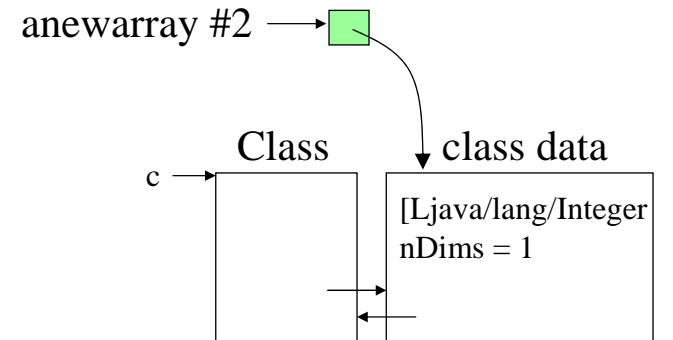 anewarray #2
Class
class data
c
[Ljava/lang/Integer
nDims = 1